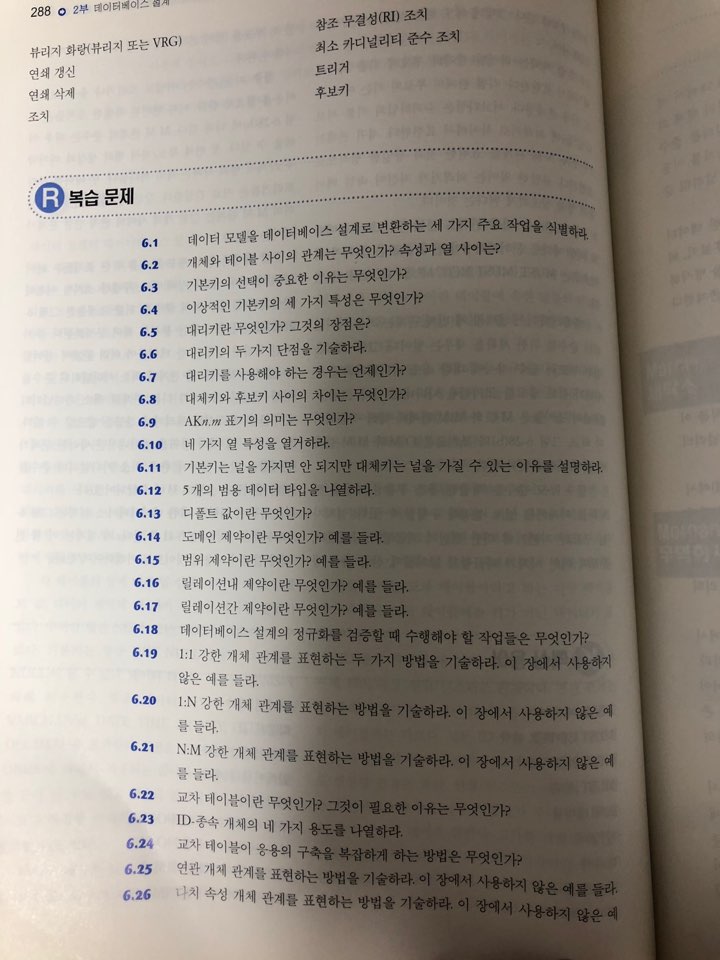 288 2부 데이터베이스 설계
뷰리지 화랑(뷰리지 또는 VRG)
연쇄 갱신
연쇄 삭제
조치
참조 무결성(RI) 조치
최소 카디널리티 준수 조치
트리거
후보키
R 복습 문제
6.1 데이터 모델을 데이터베이스 설계로 변환하는 세 가지 주요 작업을 식별하라.
6.2 개체와 테이블 사이의 관계는 무엇인가? 속성과 열 사이는?
6.3 기본키의 선택이 중요한 이유는 무엇인가?
6.4 이상적인 기본키의 세 가지 특성은 무엇인가?
6.5 대리키란 무엇인가? 그것의 장점은?
6.6 대리키의 두 가지 단점을 기술하라.
6.7 대리키를 사용해야 하는 경우는 언제인가?
6.8 대체키와 후보키 사이의 차이는 무엇인가?
6.9 AKn.m 표기의 의미는 무엇인가?
6.10 네 가지 열 특성을 열거하라.
6.11 기본키는 널을 가지면 안 되지만 대체키는 널을 가질 수 있는 이유를 설명하라.
6.12 5개의 범용 데이터 타입을 나열하라.
6.13 디폴트 값이란 무엇인가?
6.14 도메인 제약이란 무엇인가? 예를 들라.
6.15 범위 제약이란 무엇인가? 예를 들라.
6.16 릴레이션내 제약이란 무엇인가? 예를 들라.
6.17 릴레이션간 제약이란 무엇인가? 예를 들라.
6.18 데이터베이스 설계의 정규화를 검증할 때 수행해야 할 작업들은 무엇인가?
6.19 1:1 강한 개체 관계를 표현하는 두 가지 방법을 기술하라. 이 장에서 사용하지
않은 예를 들라.
6.20 1:N 강한 개체 관계를 표현하는 방법을 기술하라. 이 장에서 사용하지 않은 예
를 들라.
6.21 N:M 강한 개체 관계를 표현하는 방법을 기술하라. 이 장에서 사용하지 않은 예
를 들라.
6.22 교차 테이블이란 무엇인가? 그것이 필요한 이유는 무엇인가?
6.23 ID-종속 개체의 네 가지 용도를 나열하라.
6.24 교차 테이블이 응용의 구축을 복잡하게 하는 방법은 무엇인가?
6.25 연관 개체 관계를 표현하는 방법을 기술하라. 이 장에서 사용하지 않은 예를 들라.
6.26 다치 속성 개체 관계를 표현하는 방법을 기술하라. 이 장에서 사용하지 않은 예